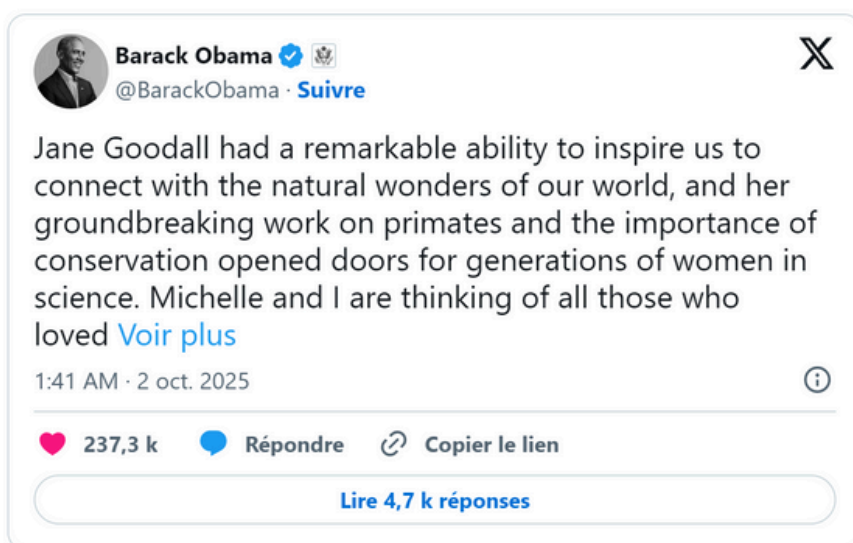 Barack Obama
@BarackObama · Suivre
Jane Goodall had a remarkable ability to inspire us to
connect with the natural wonders of our world, and her
groundbreaking work on primates and the importance of
conservation opened doors for generations of women in
science. Michelle and I are thinking of all those who
loved Voir plus
1:41 AM · 2 oct. 2025
237,3 k Répondre Copier le lien
Lire 4,7 k réponses